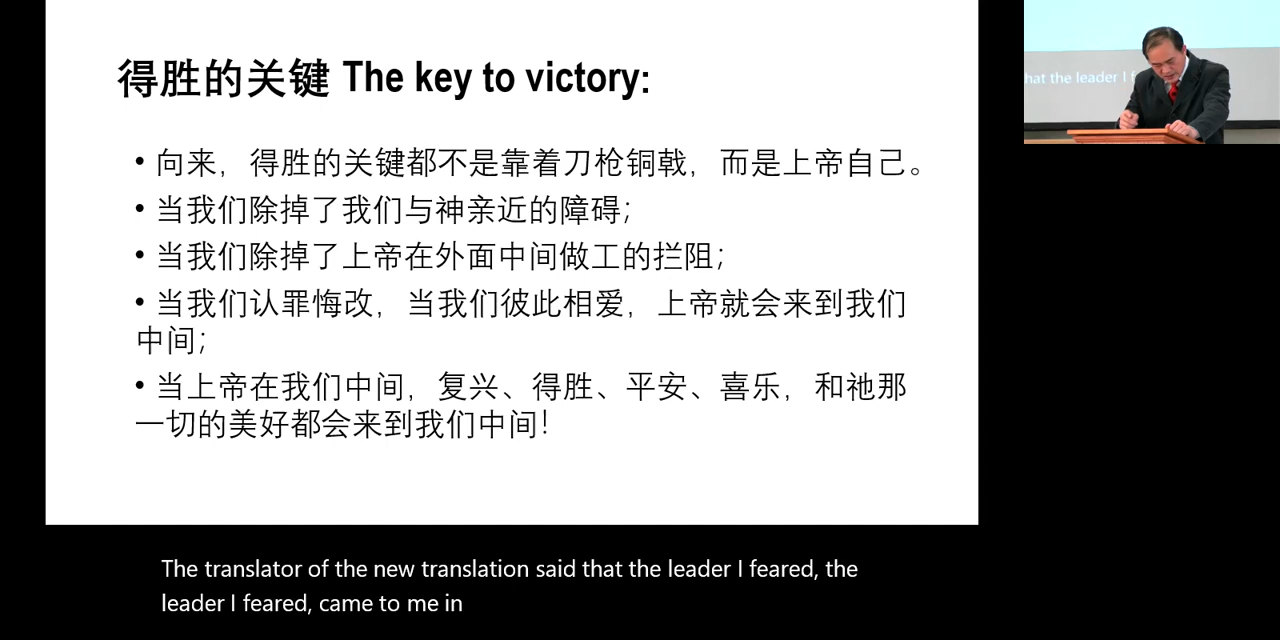 得胜的关键 The key to victory:
• 向来，得胜的关键都不是靠着刀枪铜戟，而是上帝自己。
• 当我们除掉了我们与神亲近的障碍；
• 当我们除掉了上帝在外面中间做工的拦阻；
• 当我们认罪悔改，当我们彼此相爱，上帝就会来到我们
中间；
• 当上帝在我们中间，复兴、得胜、平安、喜乐，和祂那
一切的美好都会来到我们中间！
hat the leader I f
The translator of the new translation said that the leader I feared, the
leader I feared, came to me in